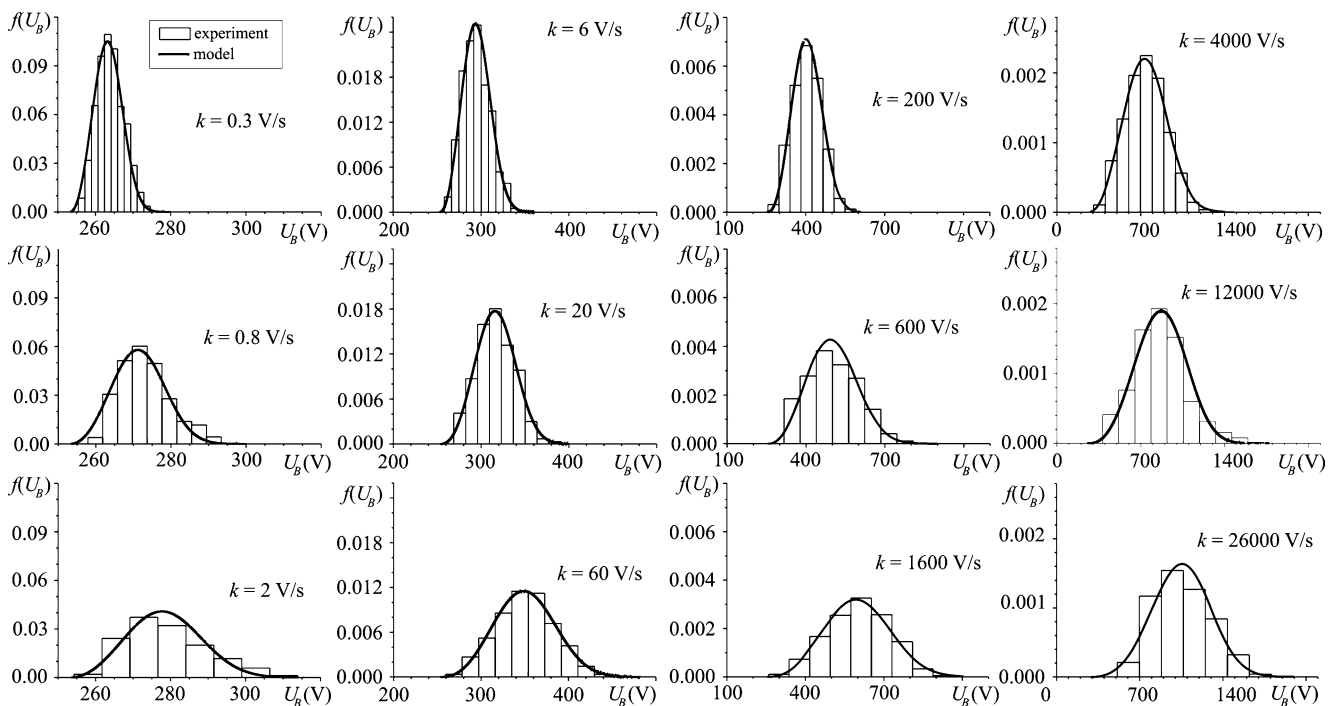 f(U_B)
experiment
model
k = 0.3 V/s
0.09
0.06
0.03
0.00
260 280 300 U_B(V)
f(U_B)
k = 6 V/s
0.018
0.012
0.006
0.000
200 300 400 U_B(V)
f(U_B)
k = 200 V/s
0.006
0.004
0.002
0.000
100 400 700 U_B(V)
f(U_B)
k = 4000 V/s
0.002
0.001
0.000
0 700 1400 U_B(V)
f(U_B)
k = 0.8 V/s
0.09
0.06
0.03
0.00
260 280 300 U_B(V)
f(U_B)
k = 20 V/s
0.018
0.012
0.006
0.000
200 300 400 U_B(V)
f(U_B)
k = 600 V/s
0.006
0.004
0.002
0.000
100 400 700 U_B(V)
f(U_B)
k = 12000 V/s
0.002
0.001
0.000
0 700 1400 U_B(V)
f(U_B)
k = 2 V/s
0.09
0.06
0.03
0.00
260 280 300 U_B(V)
f(U_B)
k = 60 V/s
0.018
0.012
0.006
0.000
200 300 400 U_B(V)
f(U_B)
k = 1600 V/s
0.006
0.004
0.002
0.000
100 400 700 U_B(V)
f(U_B)
k = 26000 V/s
0.002
0.001
0.000
0 700 1400 U_B(V)